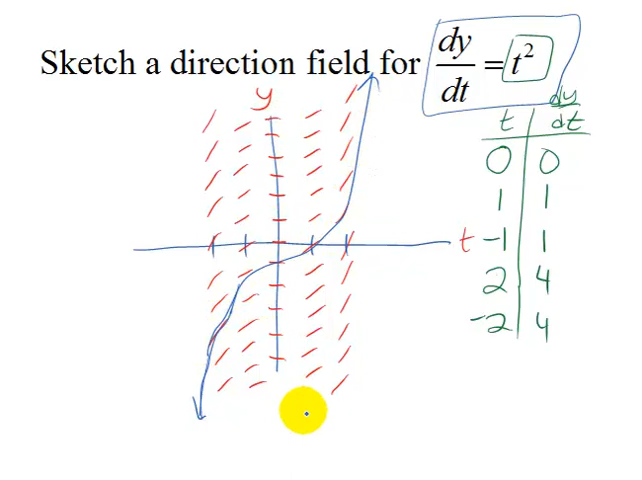 Sketch a direction field for dy/dt = t²
y
t
t dy/dt
0 0
1 1
-1 1
2 4
-2 4